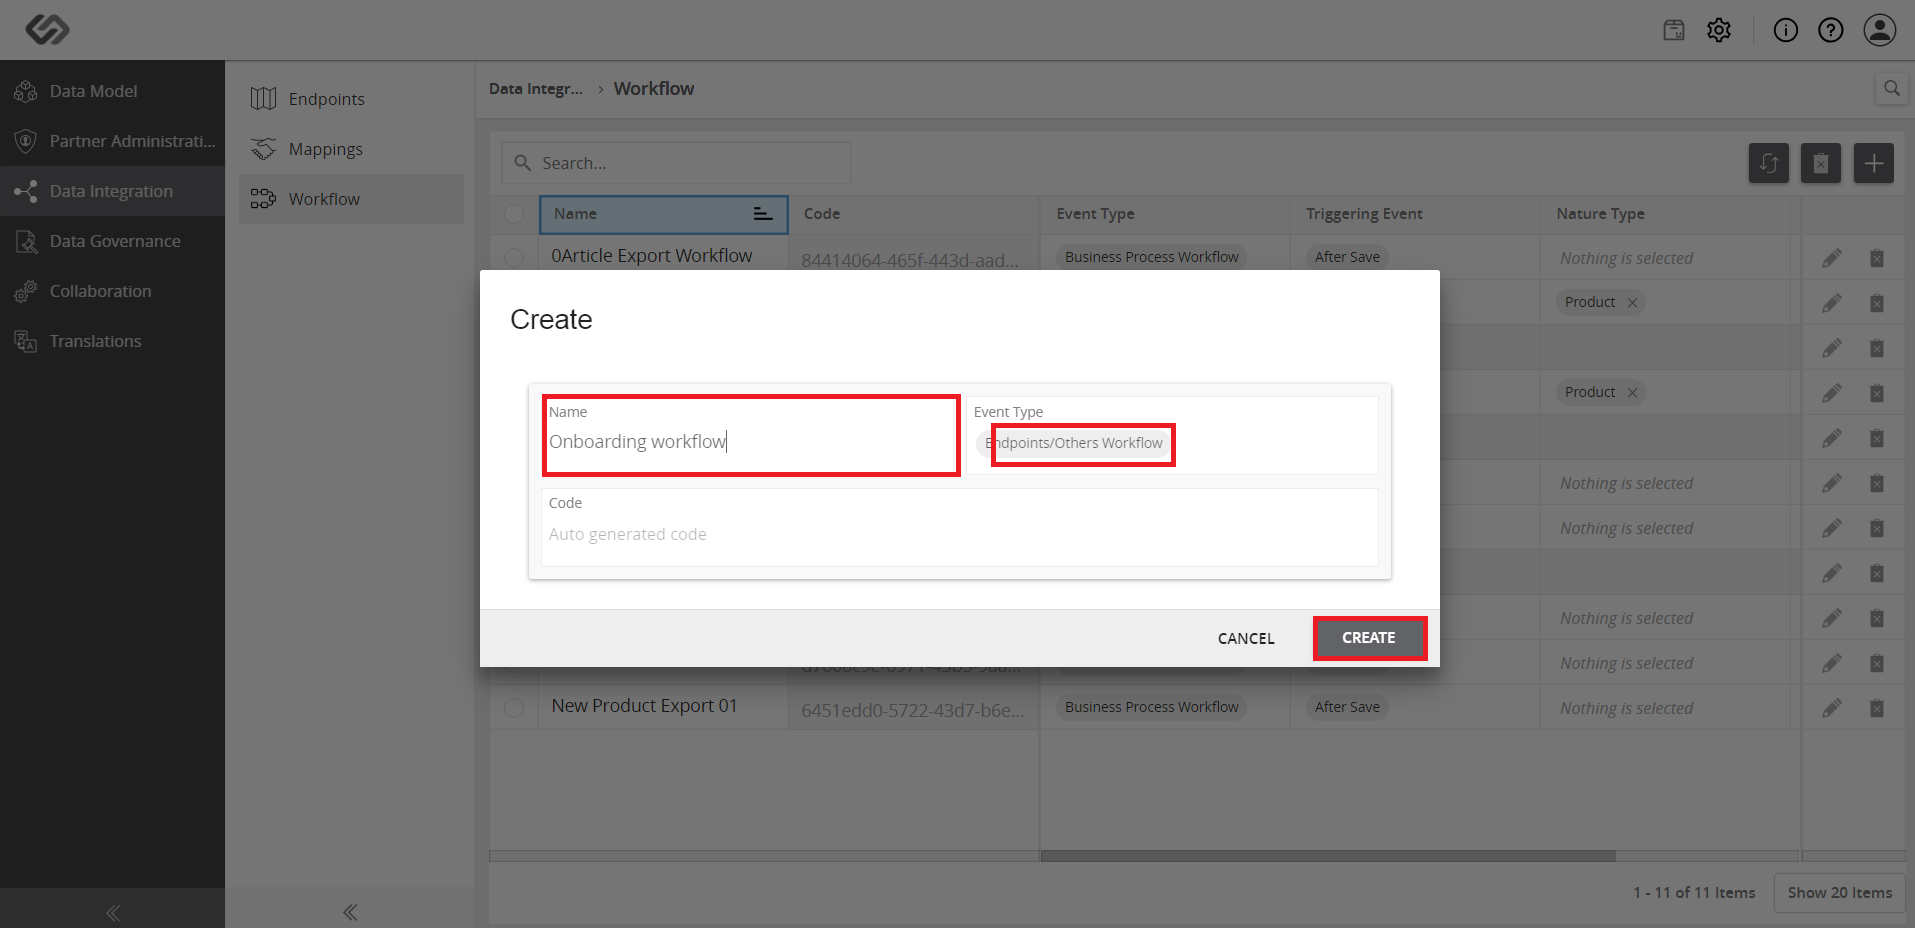 Data Model
Partner Administrati...
Data Integration
Data Governance
Collaboration
Translations
Endpoints
Mappings
Workflow
Data Integr... › Workflow
Search...
Name Code Event Type Triggering Event Nature Type
0Article Export Workflow 84414064-465f-443d-aad... Business Process Workflow After Save Nothing is selected
Product
Product
Nothing is selected
Nothing is selected
Nothing is selected
Nothing is selected
New Product Export 01 6451edd0-5722-43d7-b6e... Business Process Workflow After Save Nothing is selected
Create
Name
Onboarding workflow
Event Type
Endpoints/Others Workflow
Code
Auto generated code
CANCEL
CREATE
1 - 11 of 11 Items
Show 20 Items